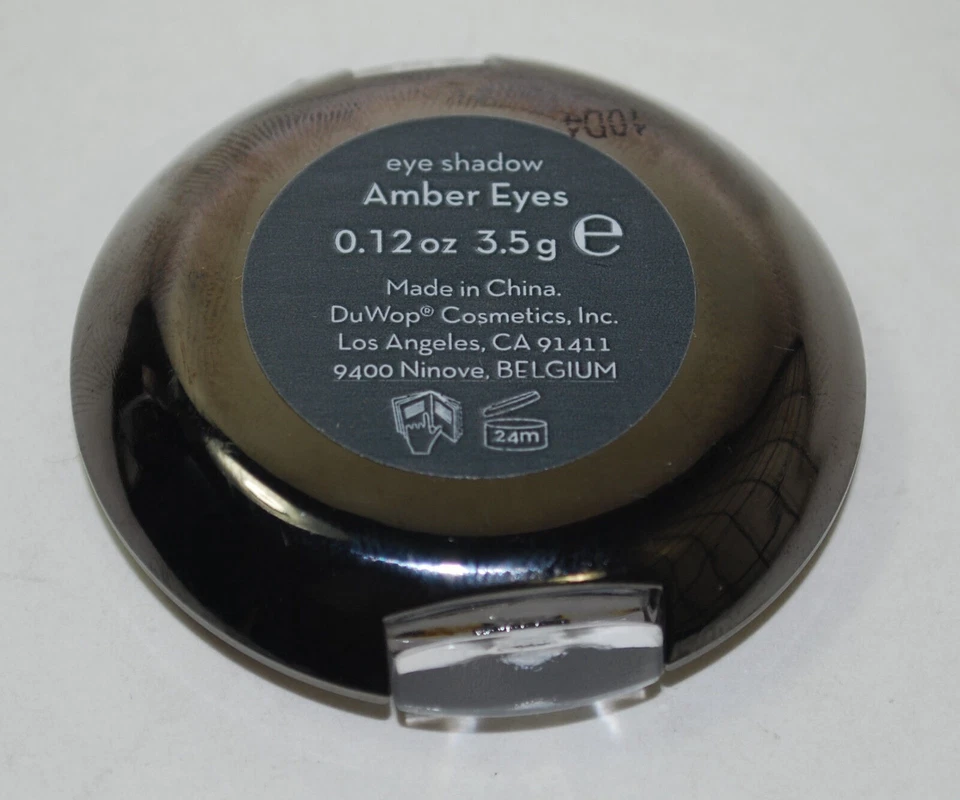 eye shadow
Amber Eyes
0.12 oz 3.5 g ℮
Made in China.
DuWop® Cosmetics, Inc.
Los Angeles, CA 91411
9400 Ninove, BELGIUM
24m